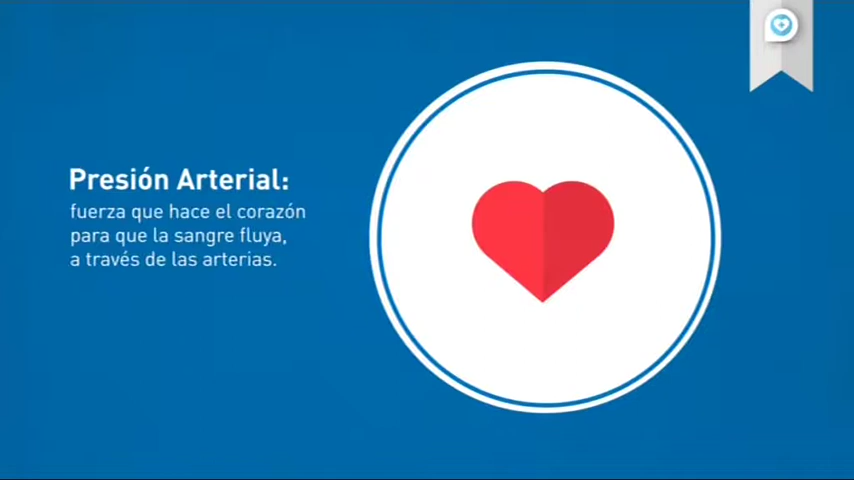 Presión Arterial:
fuerza que hace el corazón
para que la sangre fluya,
a través de las arterias.